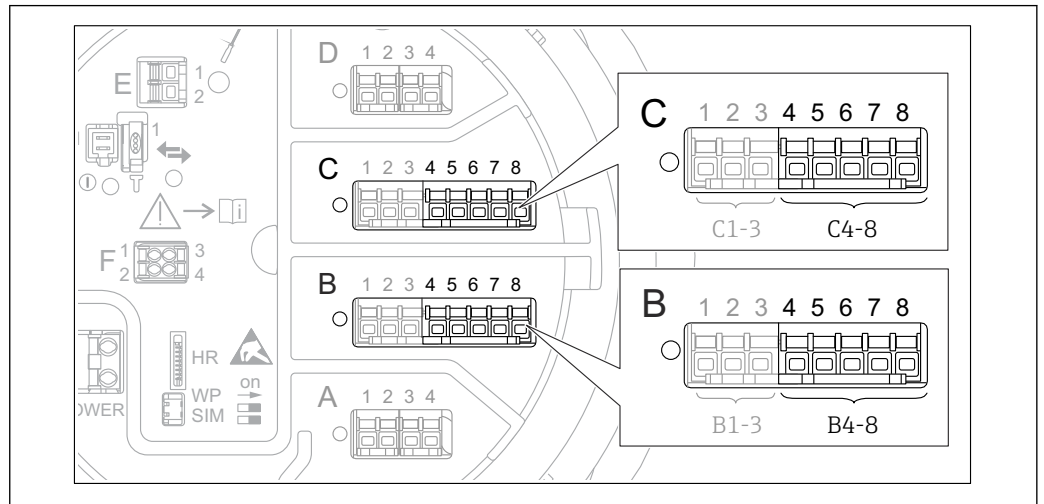 D 1 2 3 4
E 1
2
1
C 1 2 3 4 5 6 7 8
i
F 1 3
2 4
B 1 2 3 4 5 6 7 8
HR
WP
SIM
on
OWER
A 1 2 3 4
C 1 2 3 4 5 6 7 8
C1-3 C4-8
B 1 2 3 4 5 6 7 8
B1-3 B4-8